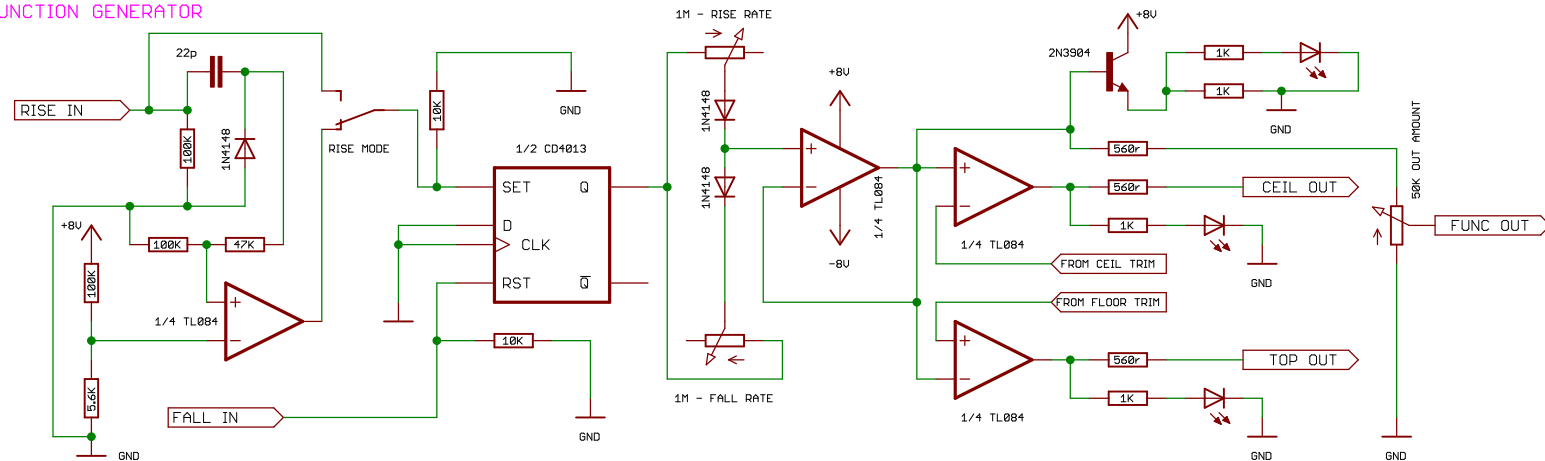 UNCTION GENERATOR
22p
RISE IN
100K
1N4148
+8V
100K
47K
100K
1/4 TL084
+
−
5.6K
GND
FALL IN
RISE MODE
10K
GND
1/2 CD4013
SET
Q
D
CLK
RST
Q
10K
GND
1M - RISE RATE
1N4148
1N4148
1M - FALL RATE
+8V
+
−
-8V
1/4 TL084
2N3904
+8V
1K
1K
GND
560r
+
−
1/4 TL084
560r
CEIL OUT
1K
GND
FROM CEIL TRIM
FROM FLOOR TRIM
+
−
1/4 TL084
560r
TOP OUT
1K
GND
50K OUT AMOUNT
FUNC OUT
GND